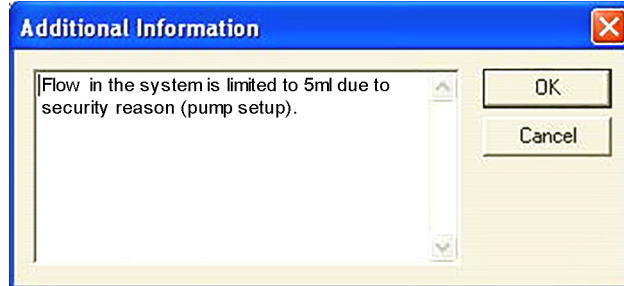 Additional Information
Flow in the system is limited to 5ml due to
security reason (pump setup).
OK
Cancel